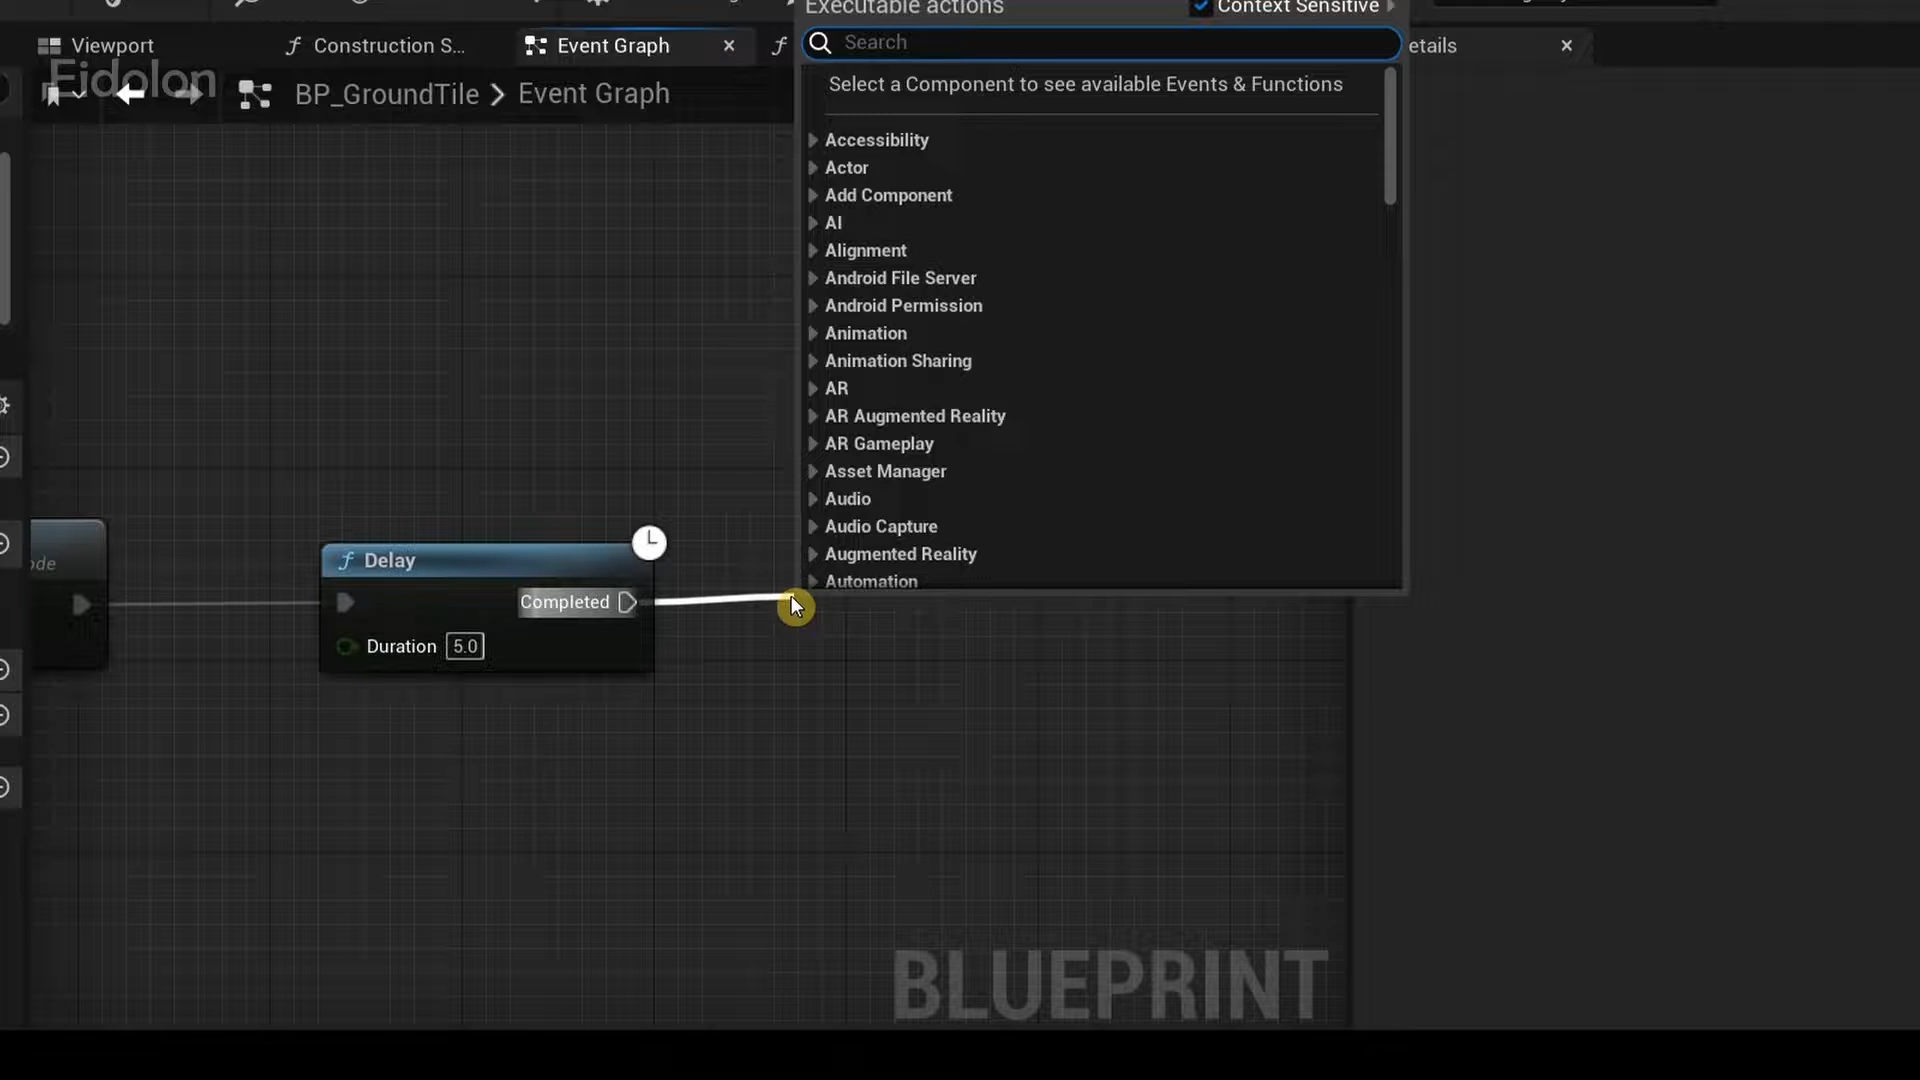 Executable actions
Context Sensitive
Viewport
Construction S...
Event Graph
Search
etails
Eidolon
BP_GroundTile > Event Graph
Select a Component to see available Events & Functions
Accessibility
Actor
Add Component
AI
Alignment
Android File Server
Android Permission
Animation
Animation Sharing
AR
AR Augmented Reality
AR Gameplay
Asset Manager
Audio
Audio Capture
Augmented Reality
Automation
ode
Delay
Completed
Duration 5.0
BLUEPRINT